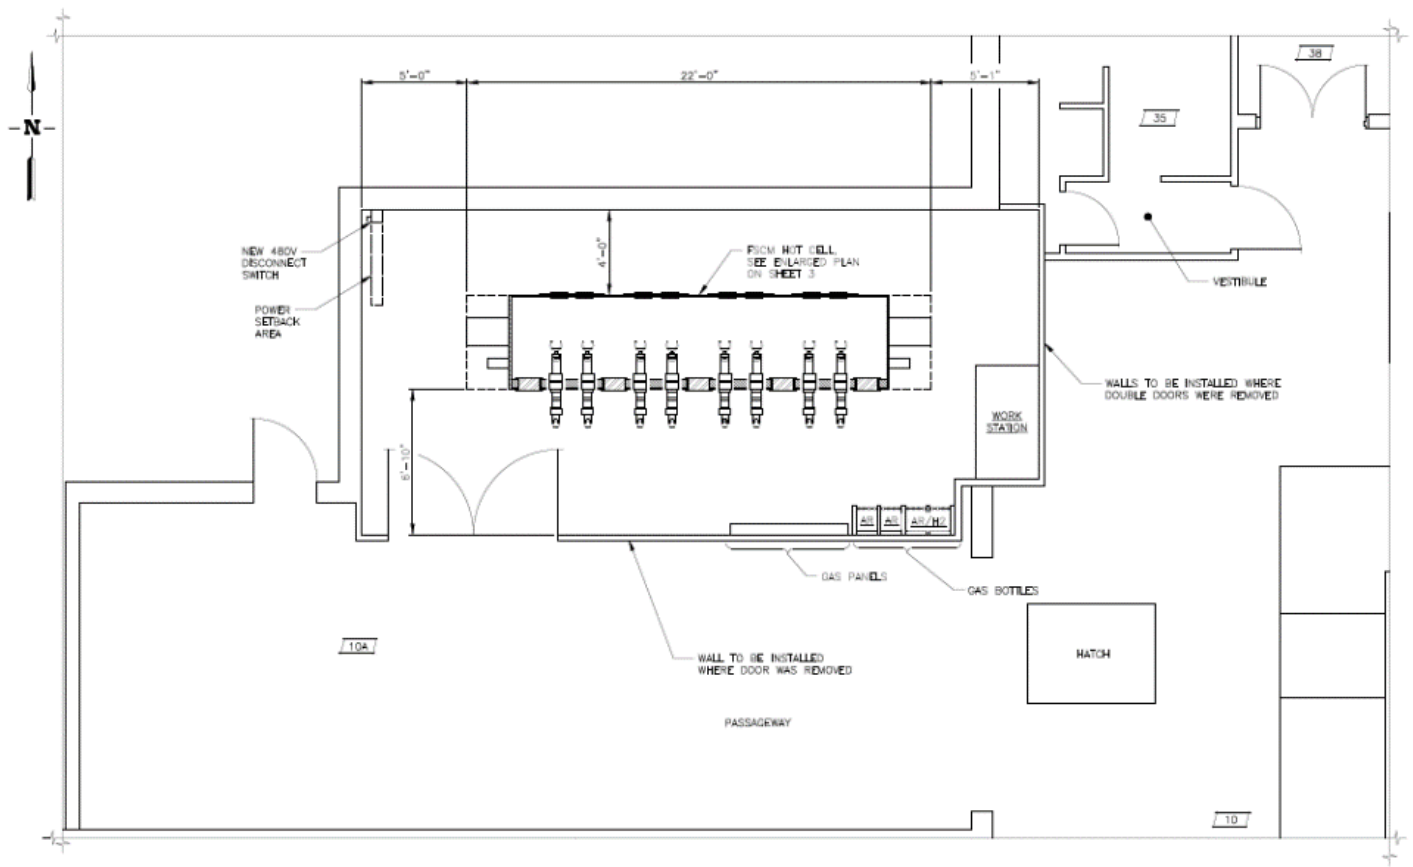 38
5'-0"
22'-0"
5'-1"
35
N
4'-0"
NEW 480V
DISCONNECT
SWITCH
FSCM HOT CELL,
SEE ENLARGED PLAN
ON SHEET 3
VESTIBULE
POWER
SETBACK
AREA
WALLS TO BE INSTALLED WHERE
DOUBLE DOORS WERE REMOVED
WORK
STATION
6'-10"
AR
AR
AR/H2
GAS PANELS
GAS BOTTLES
10A
WALL TO BE INSTALLED
WHERE DOOR WAS REMOVED
HATCH
PASSAGEWAY
10